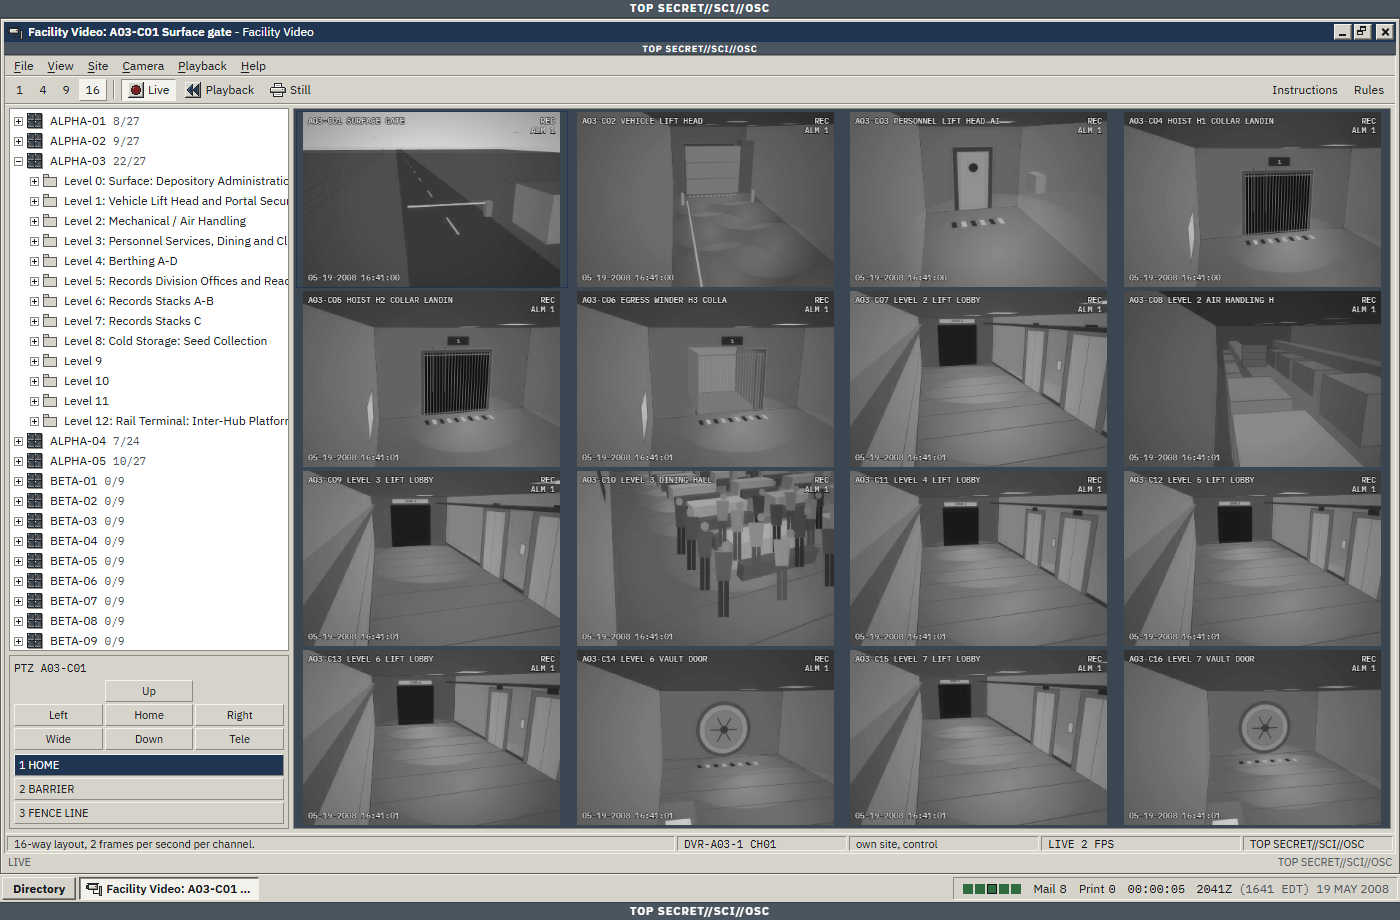 TOP SECRET//SCI//OSC
Facility Video: A03-C01 Surface gate - Facility Video
TOP SECRET//SCI//OSC
File View Site Camera Playback Help
1 4 9 16 Live Playback Still Instructions Rules
ALPHA-01 8/27
ALPHA-02 9/27
ALPHA-03 22/27
Level 0: Surface: Depository Administratio
Level 1: Vehicle Lift Head and Portal Secur
Level 2: Mechanical / Air Handling
Level 3: Personnel Services, Dining and Cl
Level 4: Berthing A-D
Level 5: Records Division Offices and Reac
Level 6: Records Stacks A-B
Level 7: Records Stacks C
Level 8: Cold Storage: Seed Collection
Level 9
Level 10
Level 11
Level 12: Rail Terminal: Inter-Hub Platforr
ALPHA-04 7/24
ALPHA-05 10/27
BETA-01 0/9
BETA-02 0/9
BETA-03 0/9
BETA-04 0/9
BETA-05 0/9
BETA-06 0/9
BETA-07 0/9
BETA-08 0/9
BETA-09 0/9
PTZ A03-C01
Up
Left Home Right
Wide Down Tele
1 HOME
2 BARRIER
3 FENCE LINE
A03-C01 SURFACE GATE REC
ALM 1
05-19-2008 16:41:00
A03-C02 VEHICLE LIFT HEAD REC
ALM 1
05-19-2008 16:41:00
A03-C03 PERSONNEL LIFT HEAD AI REC
ALM 1
05-19-2008 16:41:00
A03-C04 HOIST H1 COLLAR LANDIN REC
ALM 1
1
05-19-2008 16:41:00
A03-C05 HOIST H2 COLLAR LANDIN REC
ALM 1
1
05-19-2008 16:41:01
A03-C06 EGRESS WINDER H3 COLLA REC
ALM 1
1
05-19-2008 16:41:01
A03-C07 LEVEL 2 LIFT LOBBY REC
ALM 1
05-19-2008 16:41:01
A03-C08 LEVEL 2 AIR HANDLING H REC
ALM 1
05-19-2008 16:41:01
A03-C09 LEVEL 3 LIFT LOBBY REC
ALM 1
05-19-2008 16:41:01
A03-C10 LEVEL 3 DINING HALL REC
ALM 1
05-19-2008 16:41:01
A03-C11 LEVEL 4 LIFT LOBBY REC
ALM 1
05-19-2008 16:41:01
A03-C12 LEVEL 5 LIFT LOBBY REC
ALM 1
05-19-2008 16:41:01
A03-C13 LEVEL 6 LIFT LOBBY REC
ALM 1
05-19-2008 16:41:01
A03-C14 LEVEL 6 VAULT DOOR REC
ALM 1
05-19-2008 16:41:01
A03-C15 LEVEL 7 LIFT LOBBY REC
ALM 1
05-19-2008 16:41:01
A03-C16 LEVEL 7 VAULT DOOR REC
ALM 1
05-19-2008 16:41:01
16-way layout, 2 frames per second per channel. DVR-A03-1 CH01 own site, control LIVE 2 FPS TOP SECRET//SCI//OSC
LIVE TOP SECRET//SCI//OSC
Directory Facility Video: A03-C01 ... Mail 8 Print 0 00:00:05 2041Z (1641 EDT) 19 MAY 2008
TOP SECRET//SCI//OSC